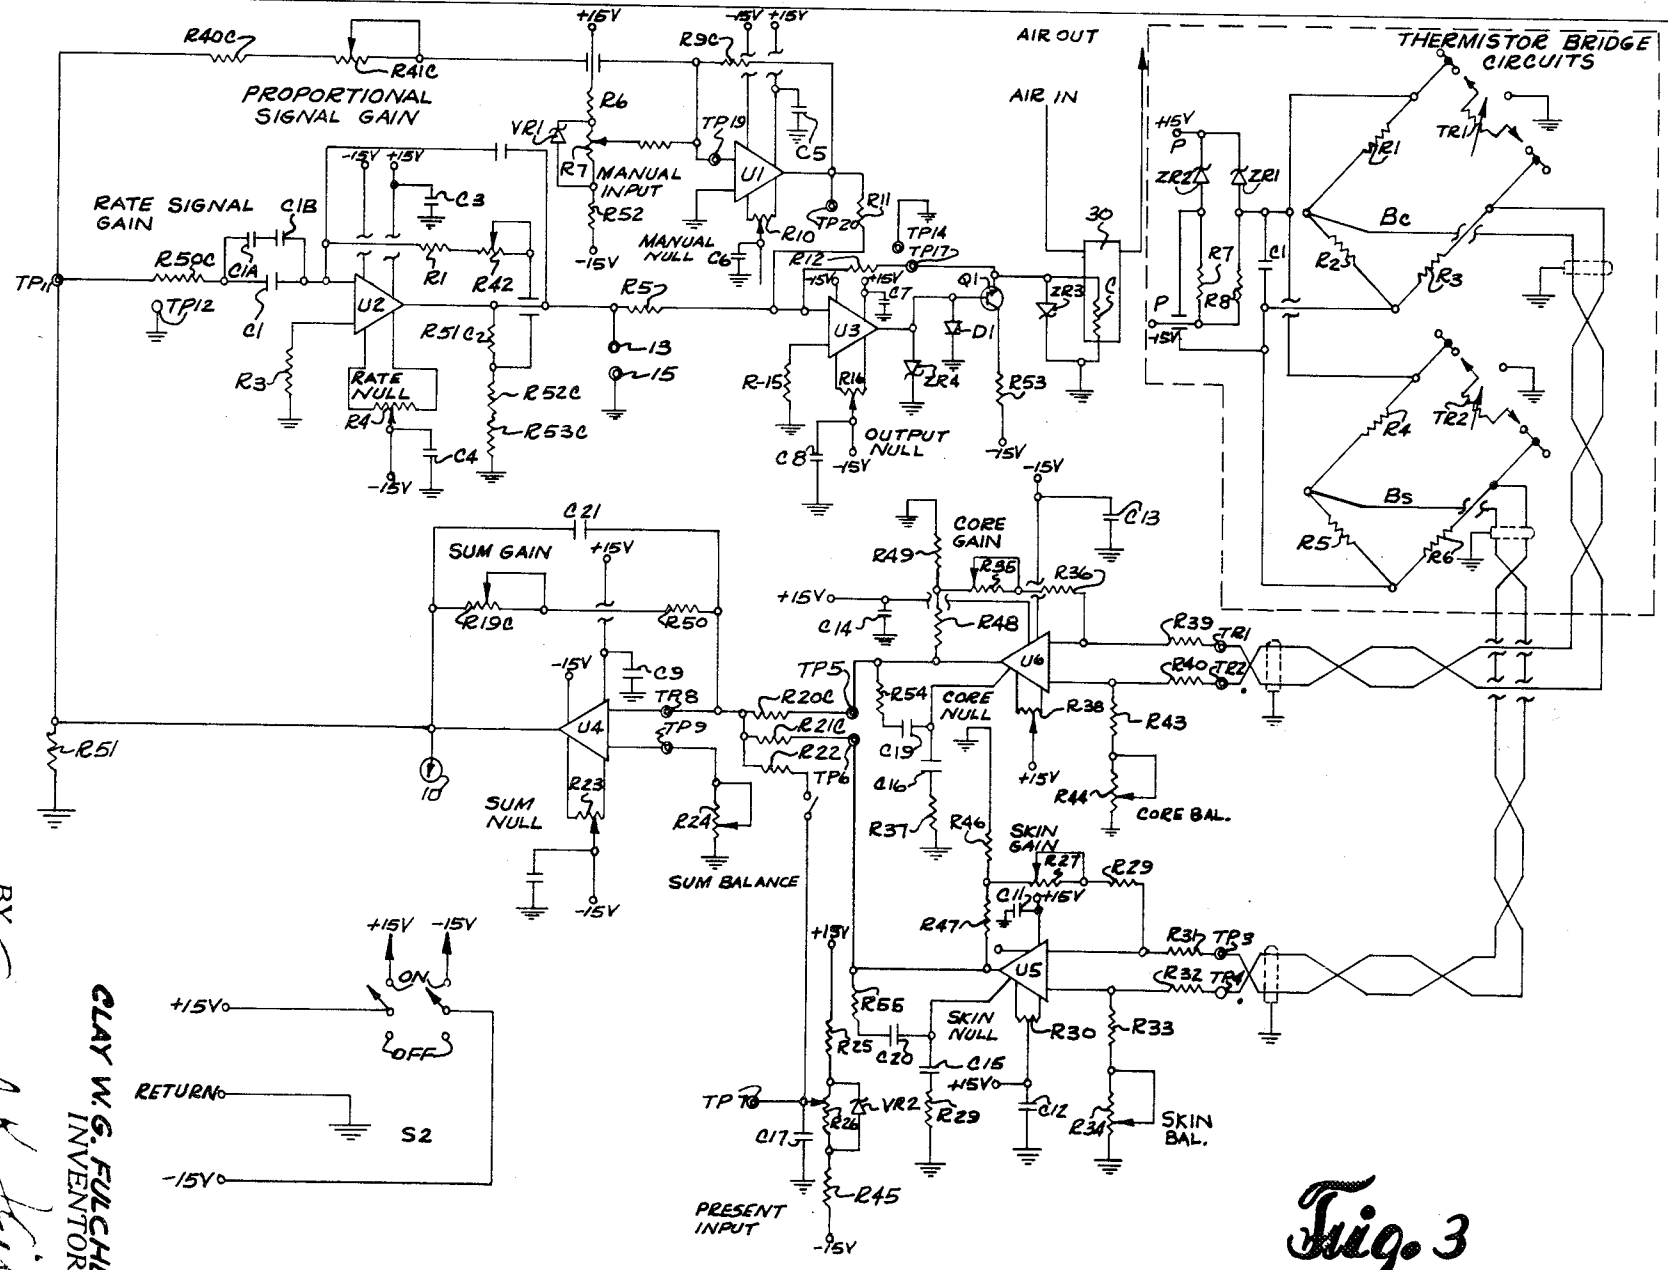 -15V +15V
+15V
R40C
R41C
R9C
AIR OUT
THERMISTOR BRIDGE
CIRCUITS
PROPORTIONAL
SIGNAL GAIN
R6
VR1
TP19
C5
AIR IN
+15V
P
TR1
R1
R7
MANUAL
INPUT
U1
-15V +15V
C3
ZR2
ZR1
RATE SIGNAL
GAIN
C1B
R52
R10
TP20
R11
TP14
30
Bc
MANUAL
NULL
C6
-15V
R12
TP17
R50C
C1A
R1
R42
R7
C1
R2
R3
TP11
TP12
C1
U2
R5
+15V
+15V
C7
Q1
ZR3
C
R8
P
-15V
R51
C2
U3
D1
13
R3
RATE
NULL
15
R-15
R16
ZR4
R53
TR2
R4
R52C
R4
R53C
OUTPUT
NULL
C4
-15V
C8
-15V
-15V
-15V
Bs
C21
CORE
GAIN
C13
R5
R6
SUM GAIN
+15V
R49
R35
R36
+15V
C14
R48
R19C
R50
R39
TR1
U6
R40
TR2
-15V
C9
TP5
R54
CORE
NULL
TR8
R20C
R38
R43
U4
R21C
TP9
R22
TP6
C19
R51
10
C16
+15V
R44
CORE BAL.
R23
SUM
NULL
R24
R37
R46
SKIN
GAIN
R27
R29
SUM BALANCE
C11
+15V
-15V
+15V
-15V
R47
+15V
R31
TP3
ON
U5
R32
TP4
+15V
R55
SKIN
NULL
R30
R33
OFF
R25
C20
C15
+15V
RETURN
TP7
VR2
R26
R29
C12
S2
C17
R34
SKIN
BAL.
-15V
R45
PRESENT
INPUT
-15V
Fig. 3
BY
CLAY W.G. FULCHE
INVENTOR